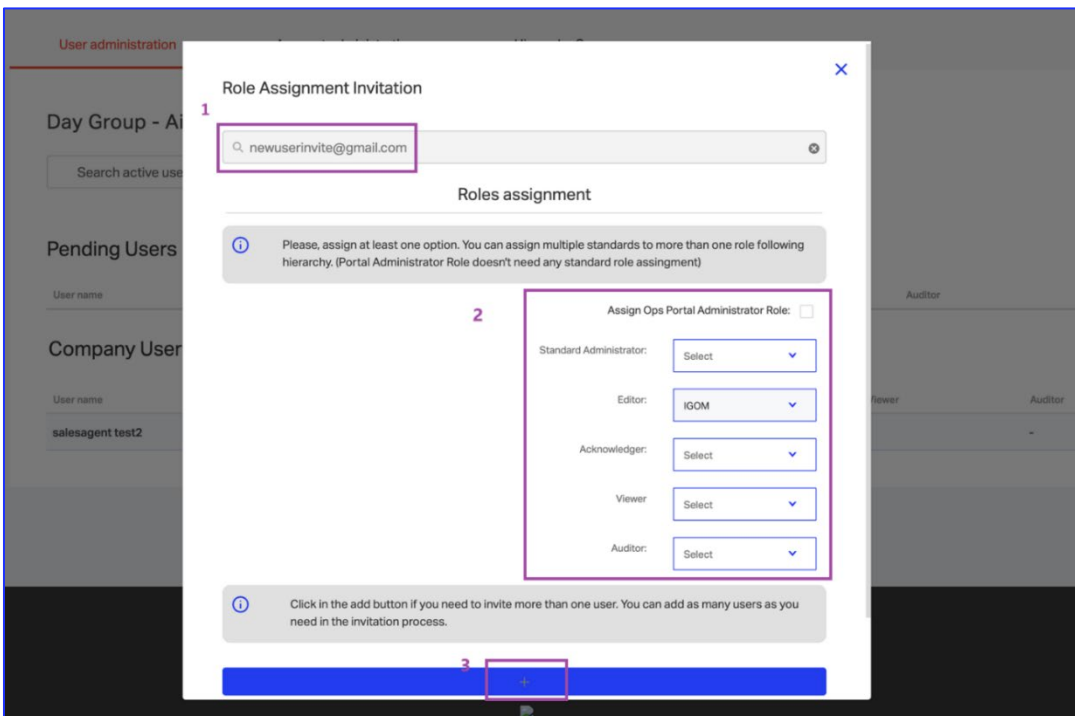 User administration
Role Assignment Invitation
1
Day Group - Ai
newuserinvite@gmail.com
Search active use
Roles assignment
Please, assign at least one option. You can assign multiple standards to more than one role following
hierarchy. (Portal Administrator Role doesn't need any standard role assingment)
Pending Users
User name
Auditor
2
Assign Ops Portal Administrator Role:
Standard Administrator:
Select
Company User
User name
Editor:
IGOM
Viewer
Auditor
salesagent test2
-
Acknowledger:
Select
Viewer
Select
Auditor:
Select
Click in the add button if you need to invite more than one user. You can add as many users as you
need in the invitation process.
3
+